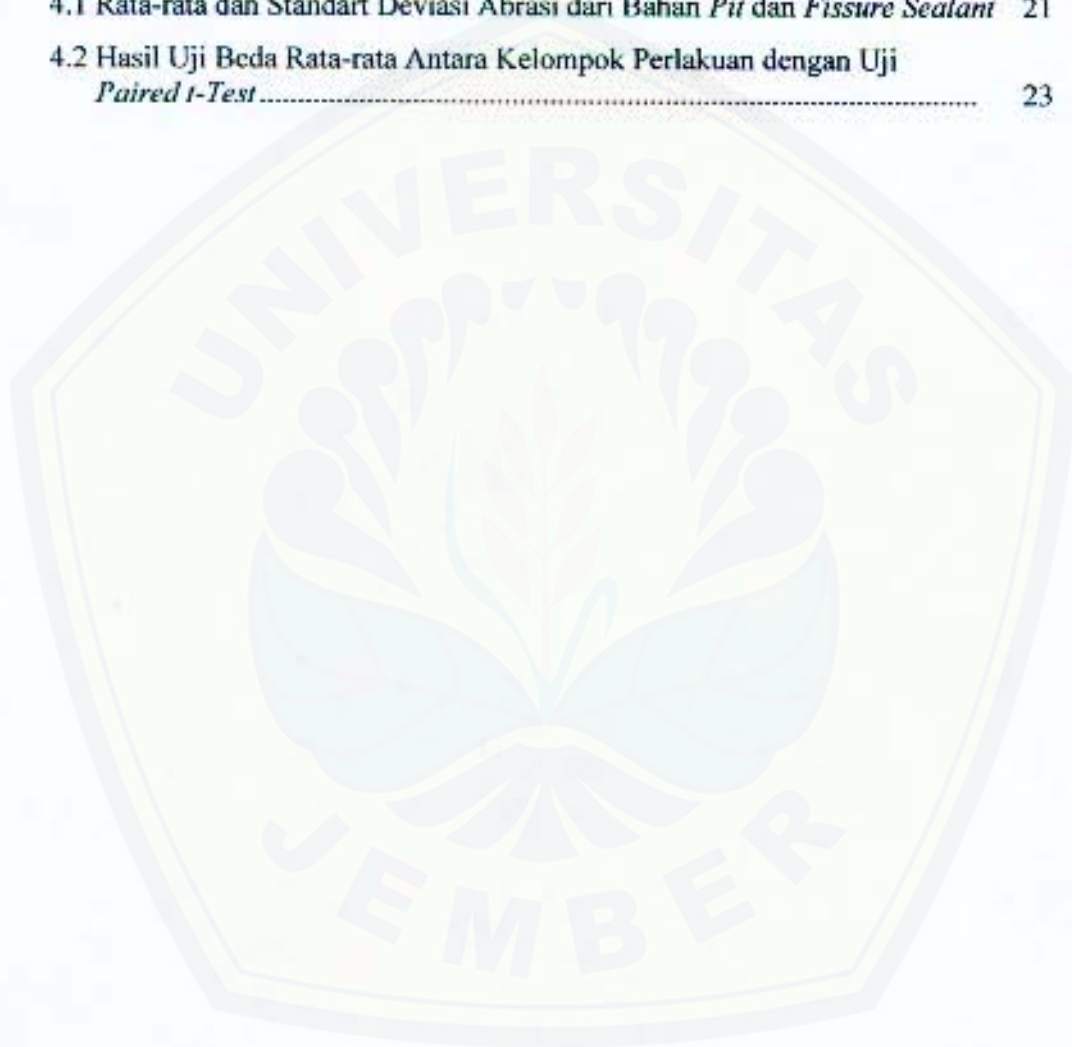 4.1 Rata-rata dan Standart Deviasi Abrasi dari Bahan Pit dan Fissure Sealant 21
4.2 Hasil Uji Beda Rata-rata Antara Kelompok Perlakuan dengan Uji
Paired t-Test ........................................................................ 23
UNIVERSITAS
JEMBER